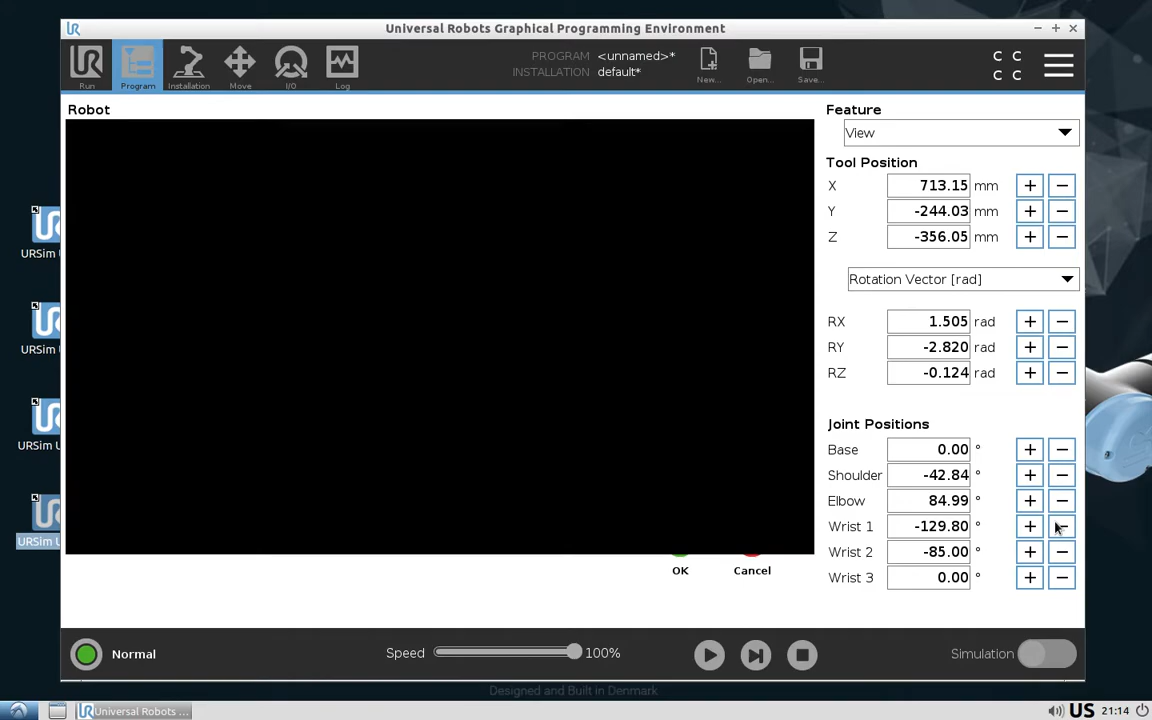 Universal Robots Graphical Programming Environment
Run
Program
Installation
Move
I/O
Log
PROGRAM <unnamed>*
INSTALLATION default*
New...
Open...
Save...
C C
C C
Robot
Feature
View
Tool Position
X 713.15 mm
Y -244.03 mm
Z -356.05 mm
Rotation Vector [rad]
RX 1.505 rad
RY -2.820 rad
RZ -0.124 rad
Joint Positions
Base 0.00 °
Shoulder -42.84 °
Elbow 84.99 °
Wrist 1 -129.80 °
Wrist 2 -85.00 °
Wrist 3 0.00 °
OK
Cancel
URSim
URSim
URSim
URSim
Normal
Speed 100%
Simulation
Designed and Built in Denmark
Universal Robots ...
US
21:14